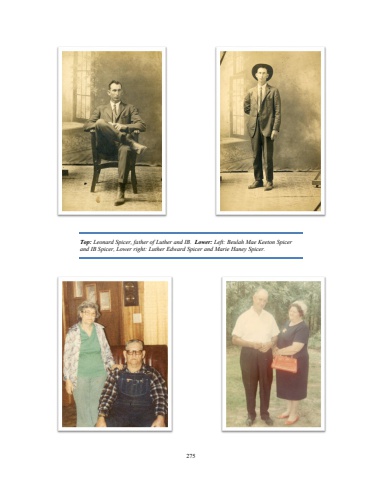 Top: Leonard Spicer, father of Luther and IB. Lower: Left: Beulah Mae Keeton Spicer
and IB Spicer, Lower right: Luther Edward Spicer and Marie Haney Spicer
275